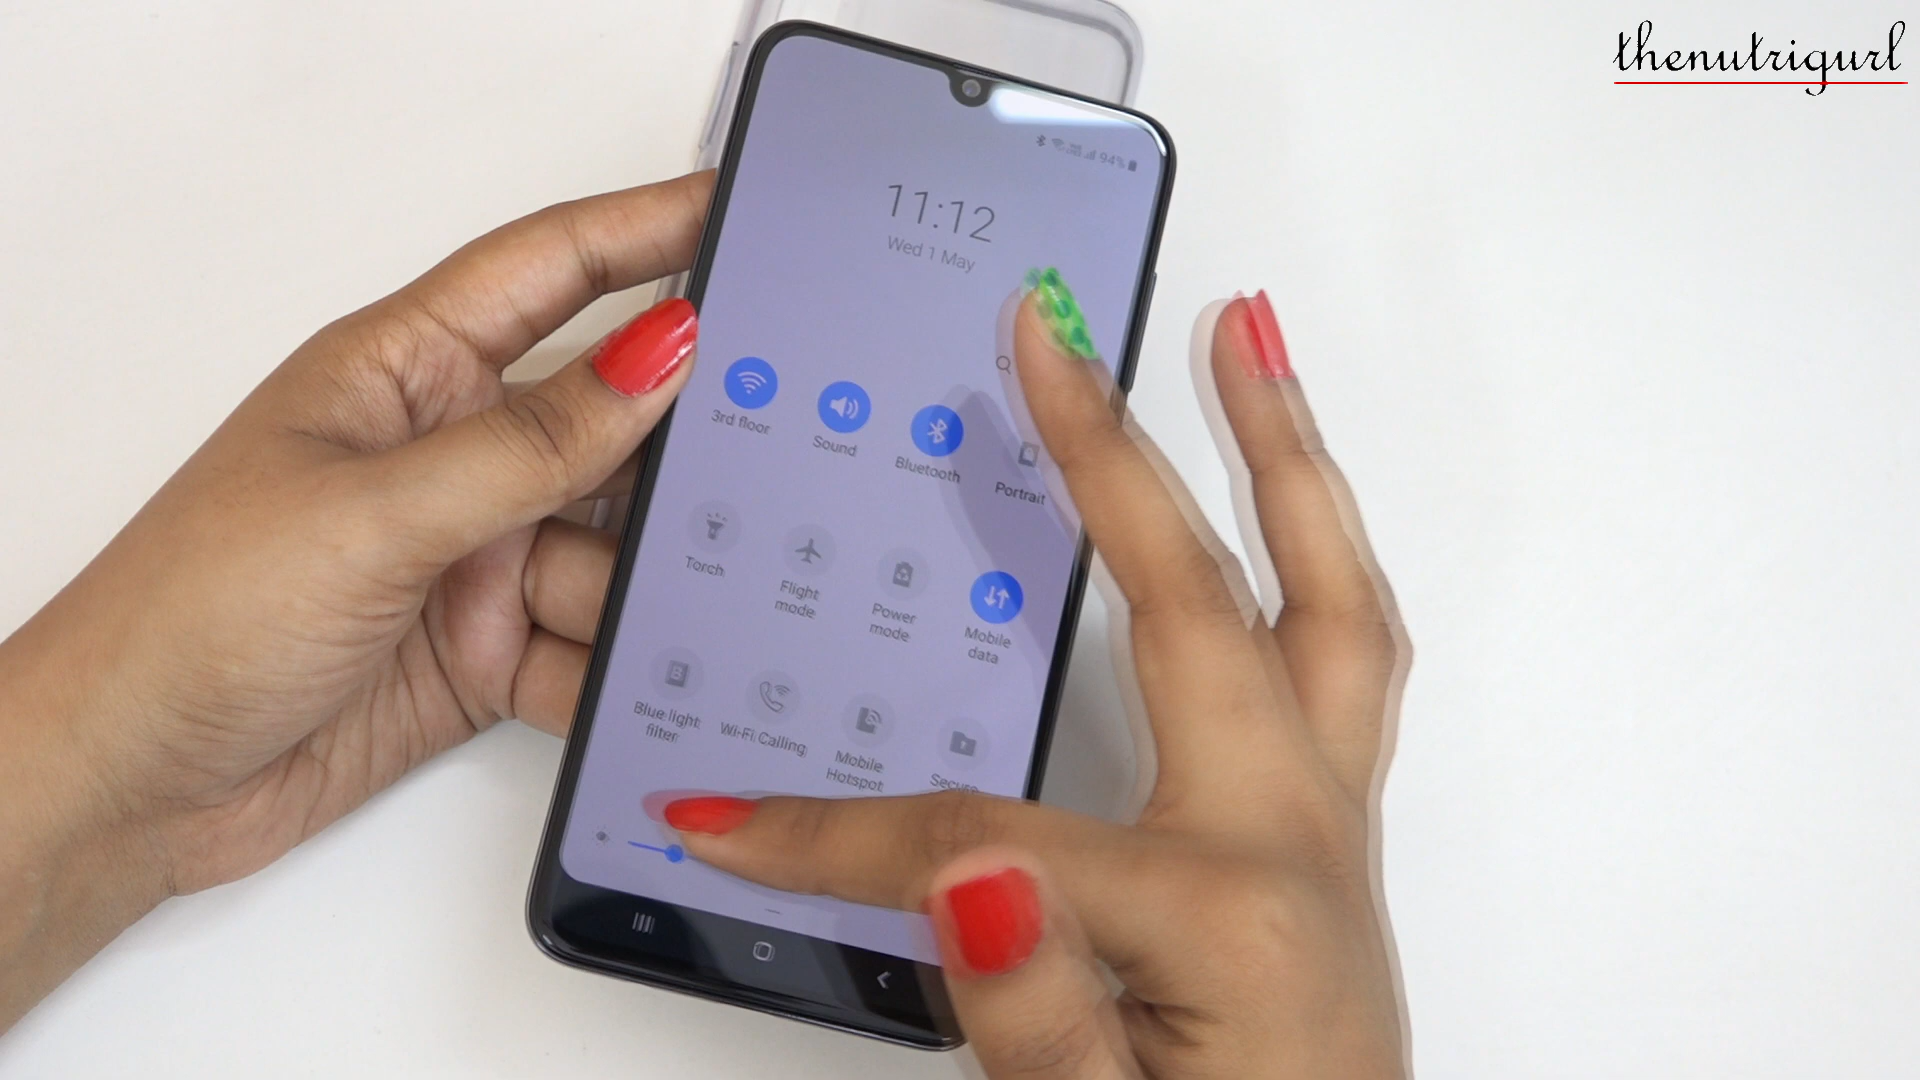 thenutrigurl
94%
11:12
Wed 1 May
3rd floor
Sound
Bluetooth
Portrait
Torch
Flight
mode
Power
mode
Mobile
data
Blue light
filter
Wi-Fi Calling
Mobile
Hotspot
Secure